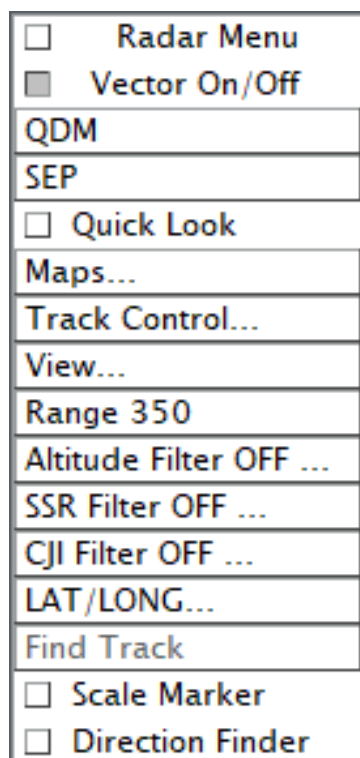 Radar Menu
Vector On/Off
QDM
SEP
Quick Look
Maps...
Track Control...
View...
Range 350
Altitude Filter OFF ...
SSR Filter OFF ...
CJI Filter OFF ...
LAT/LONG...
Find Track
Scale Marker
Direction Finder